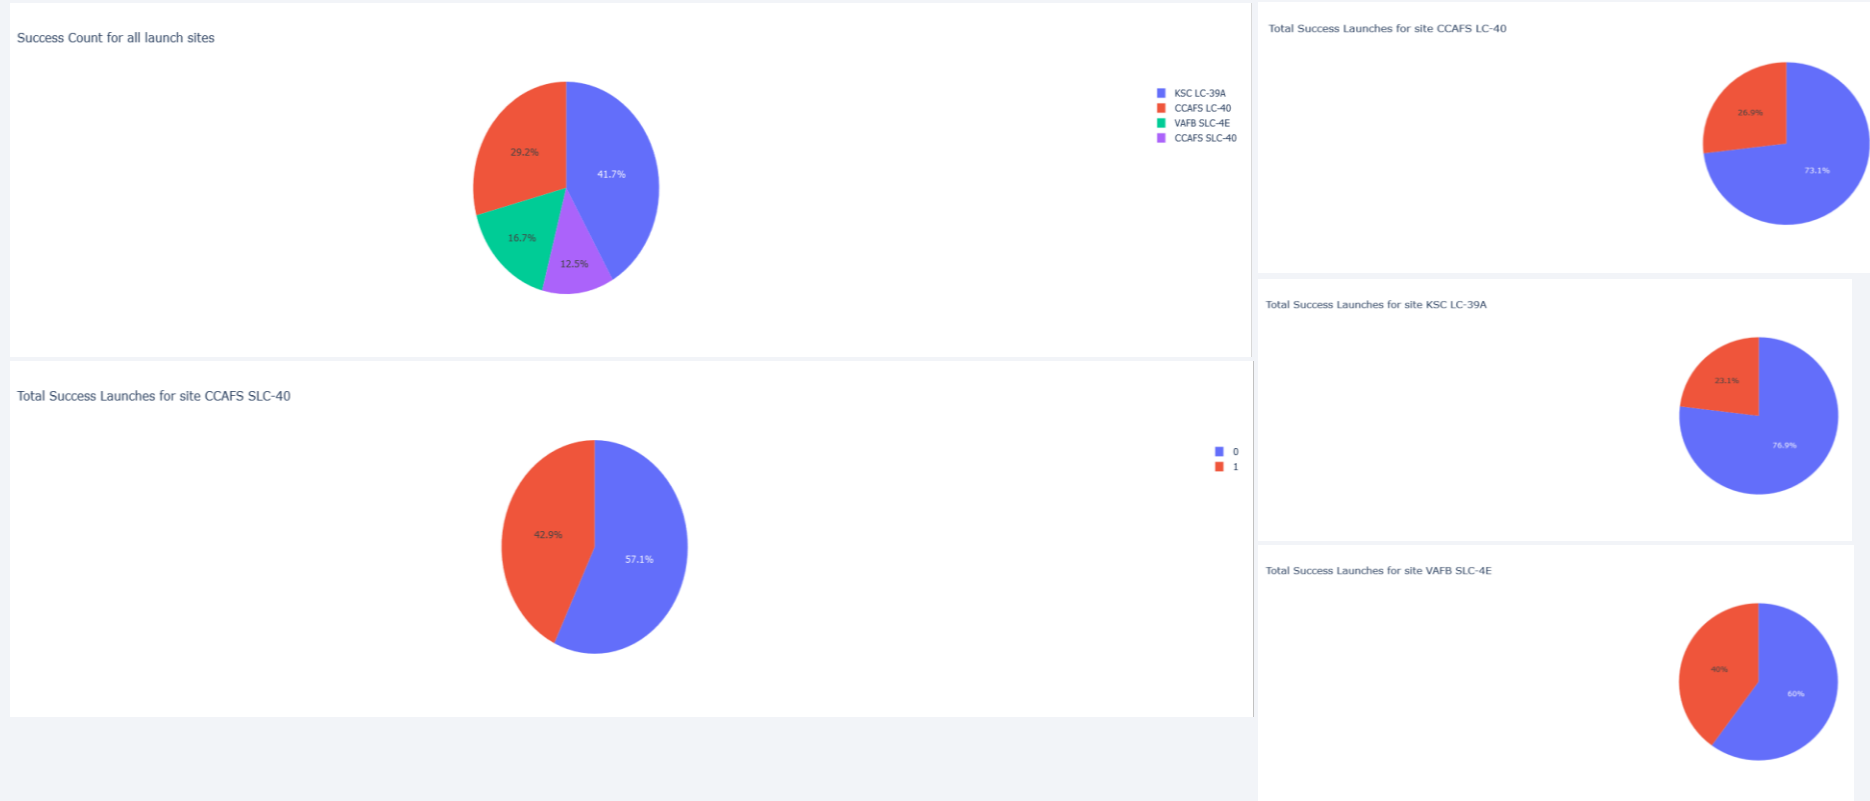 Success Count for all launch sites
KSC LC-39A
CCAFS LC-40
VAFB SLC-4E
CCAFS SLC-40
29.2%
41.7%
16.7%
12.5%
Total Success Launches for site CCAFS SLC-40
0
1
42.9%
57.1%
Total Success Launches for site CCAFS LC-40
26.9%
73.1%
Total Success Launches for site KSC LC-39A
23.1%
76.9%
Total Success Launches for site VAFB SLC-4E
40%
60%